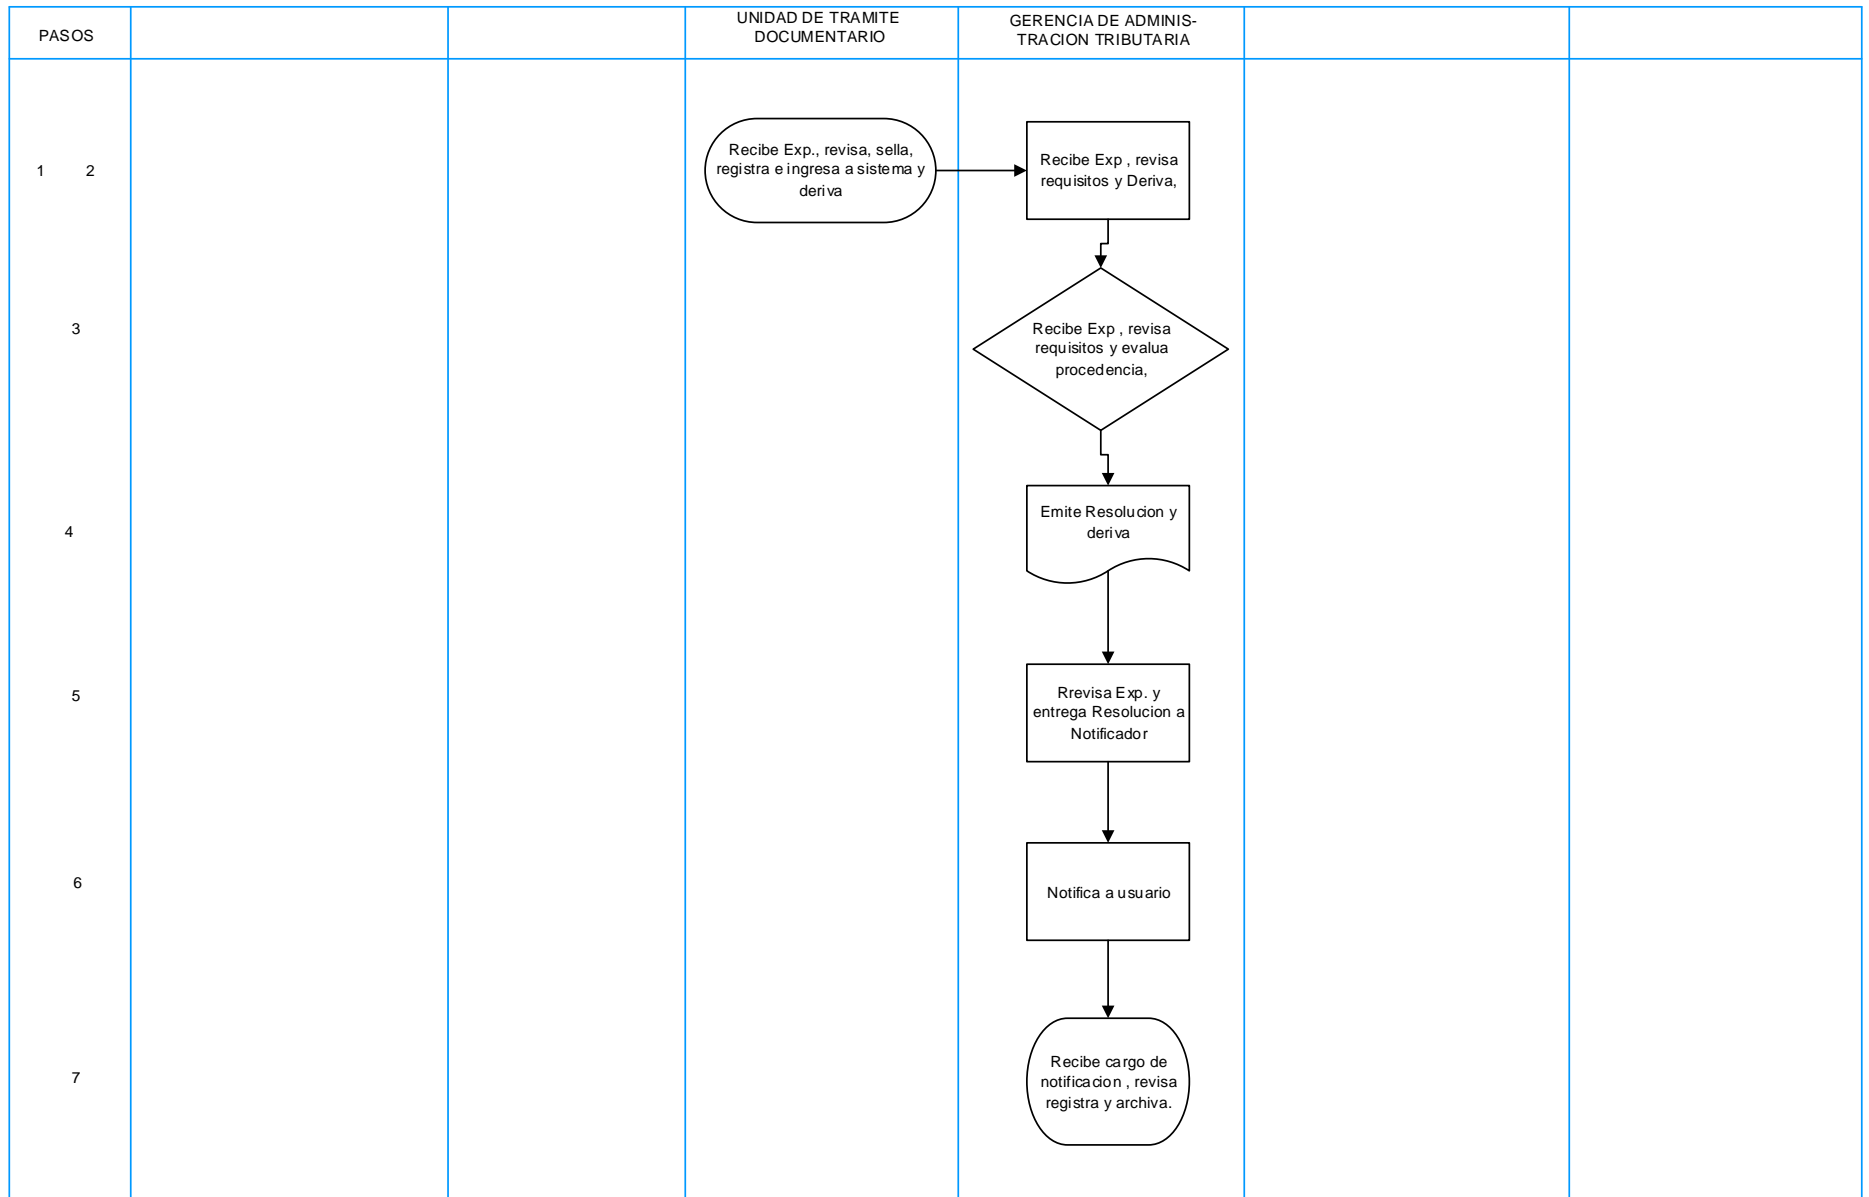 PASOS
UNIDAD DE TRAMITE
DOCUMENTARIO
GERENCIA DE ADMINIS-
TRACION TRIBUTARIA
1 2
Recibe Exp., revisa, sella,
registra e ingresa a sistema y
deriva
Recibe Exp , revisa
requisitos y Deriva,
3
Recibe Exp , revisa
requisitos y evalua
procedencia,
4
Emite Resolucion y
deriva
5
Rrevisa Exp. y
entrega Resolucion a
Notificador
6
Notifica a usuario
7
Recibe cargo de
notificacion , revisa
registra y archiva.